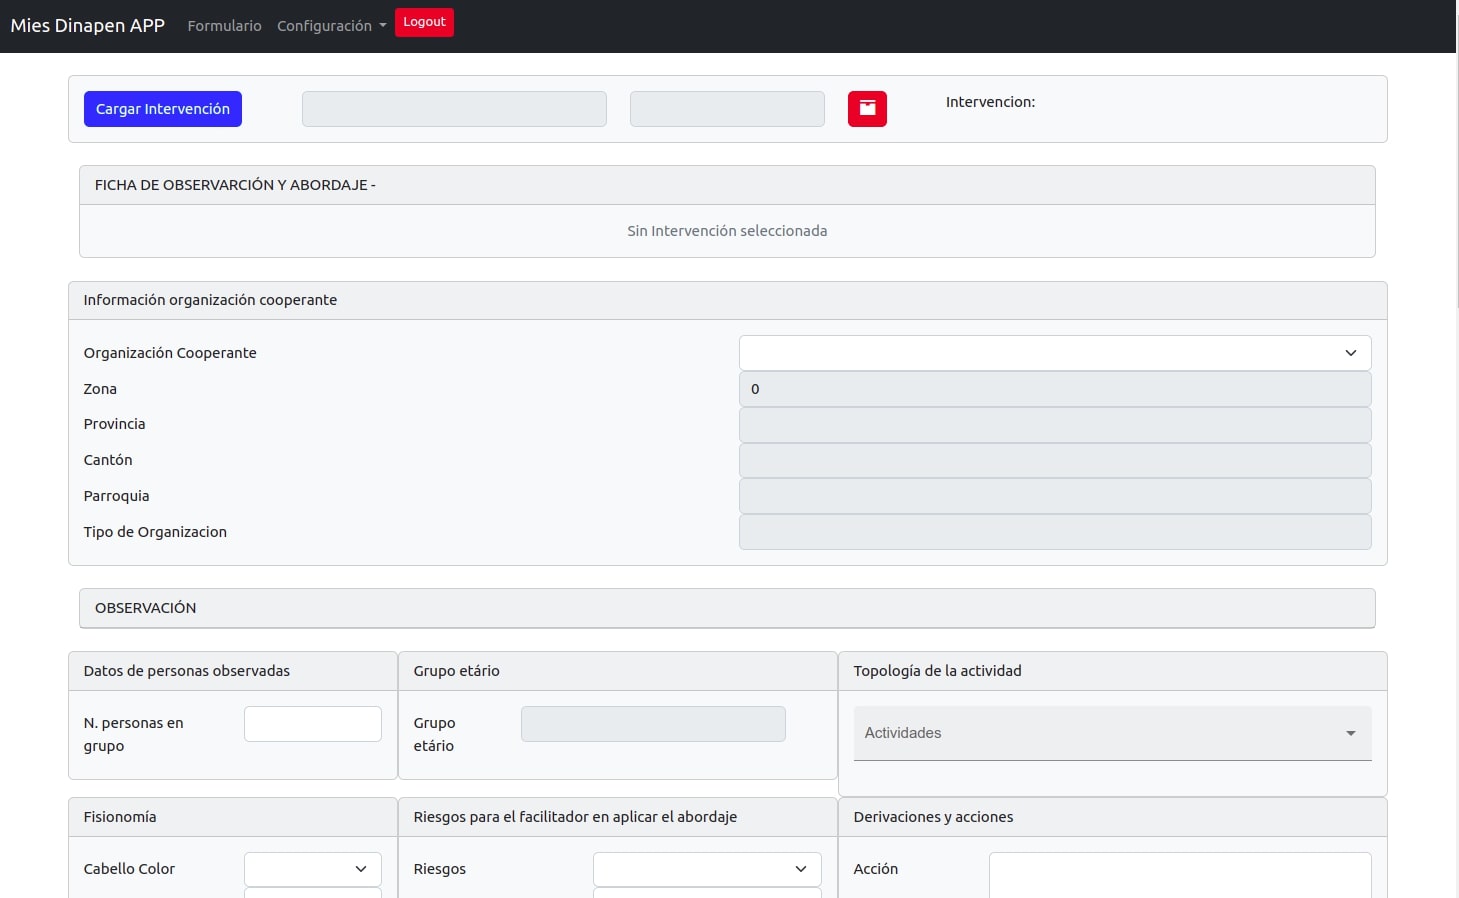 Mies Dinapen APP
Formulario
Configuración
Logout
Cargar Intervención
Intervencion:
FICHA DE OBSERVARCIÓN Y ABORDAJE -
Sin Intervención seleccionada
Información organización cooperante
Organización Cooperante
Zona
0
Provincia
Cantón
Parroquia
Tipo de Organizacion
OBSERVACIÓN
Datos de personas observadas
N. personas en
grupo
Grupo etário
Grupo
etário
Topología de la actividad
Actividades
Fisionomía
Cabello Color
Riesgos para el facilitador en aplicar el abordaje
Riesgos
Derivaciones y acciones
Acción